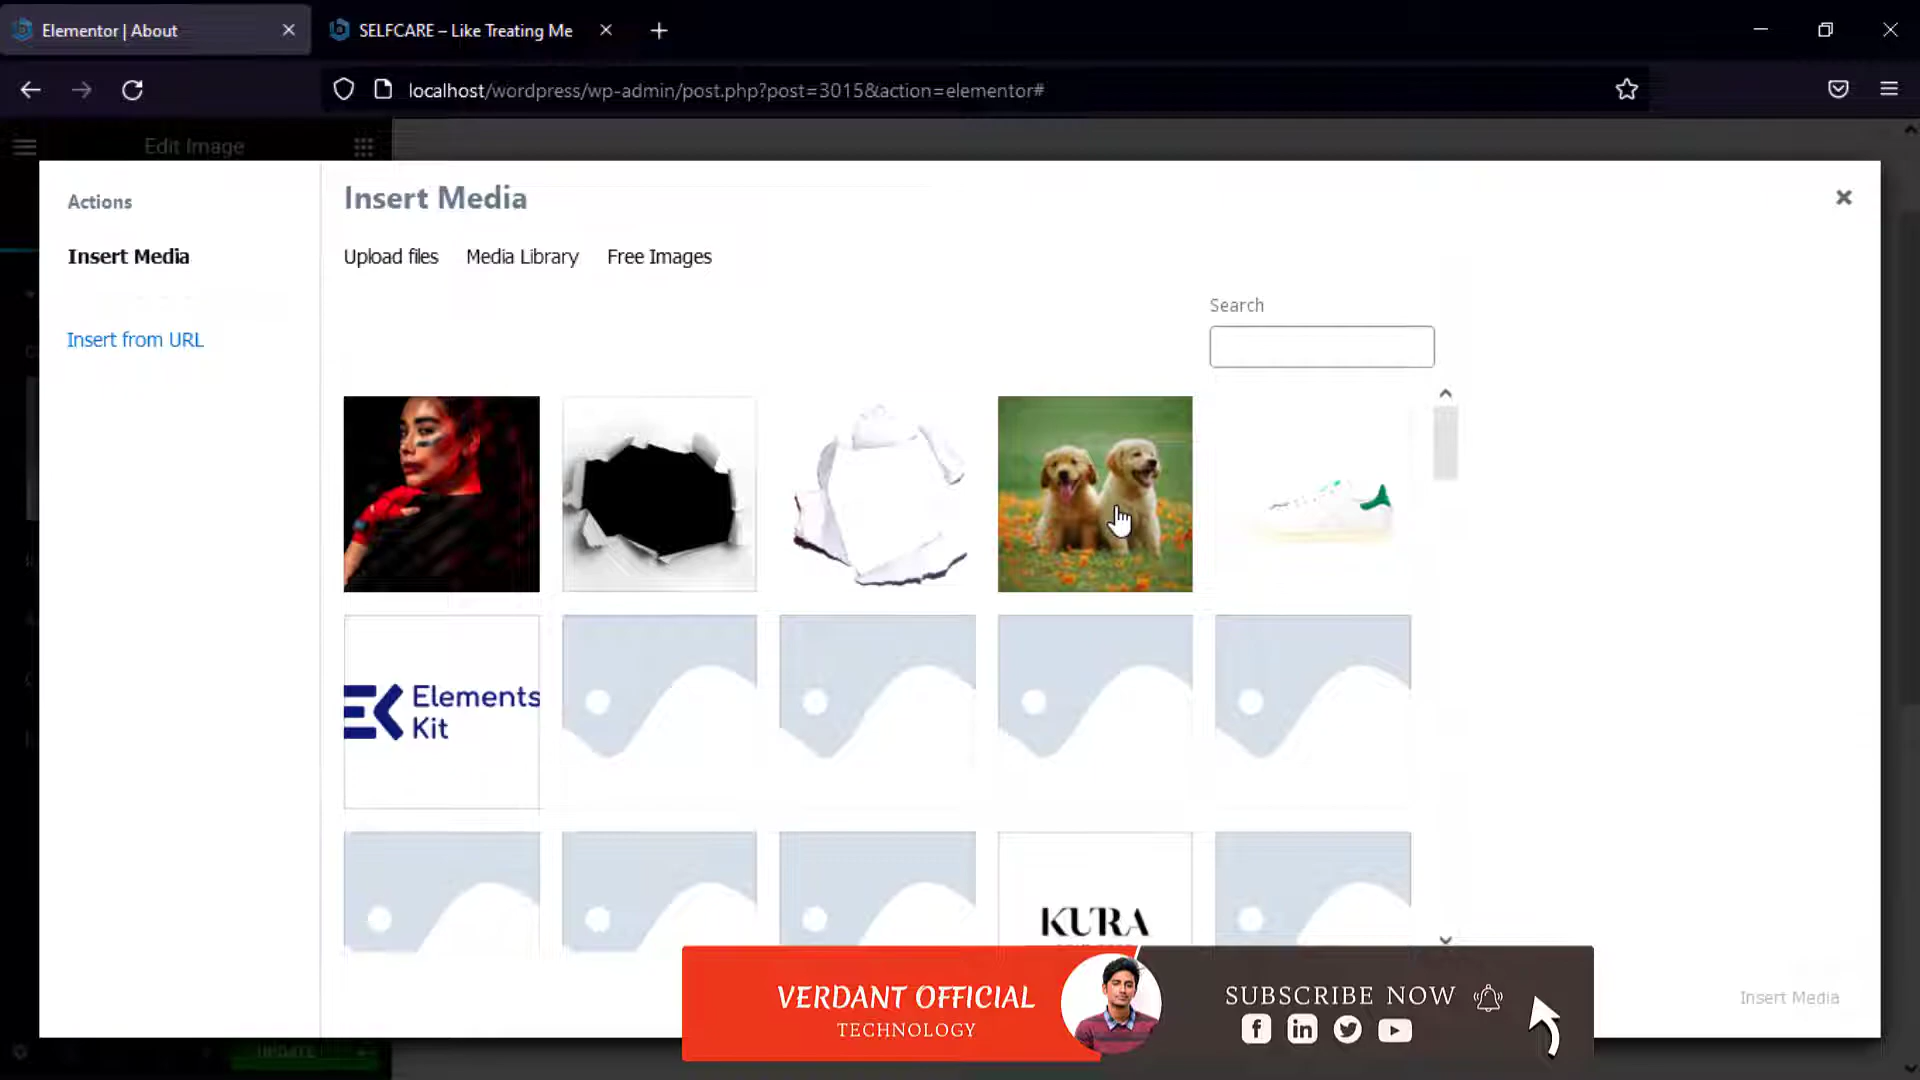 Elementor | About
SELFCARE – Like Treating Me
localhost/wordpress/wp-admin/post.php?post=3015&action=elementor#
Edit Image
Actions
Insert Media
Insert from URL
Insert Media
Upload files
Media Library
Free Images
Search
Elements
Kit
KURA
VERDANT OFFICIAL
TECHNOLOGY
SUBSCRIBE NOW
Insert Media
UPDATE